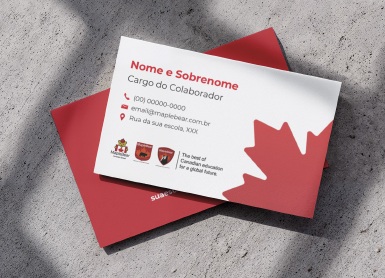 Nome e Sobrenome
Cargo do Colaborador
(00) 00000-0000
email@maplebear.com.br
Rua da sua escola, XXX
The best of
Canadian education
for a global future.